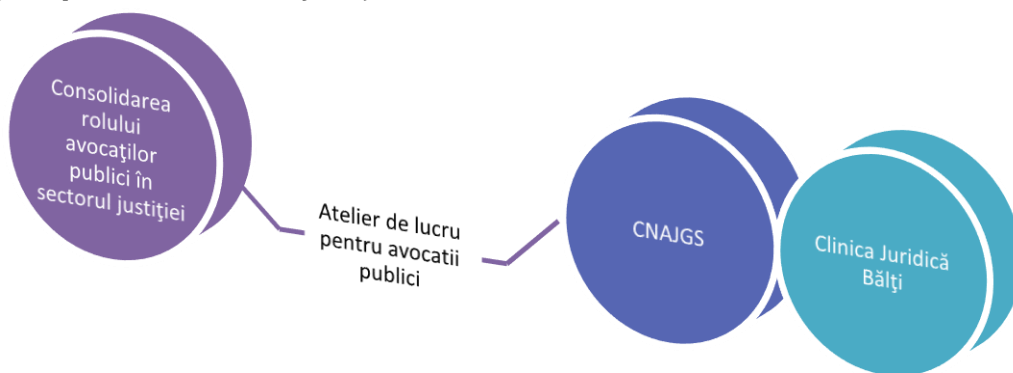 Consolidarea
rolului
avocaţilor
publici în
sectorul justiţiei
Atelier de lucru
pentru avocatii
publici
CNAJGS
Clinica Juridică
Bălţi